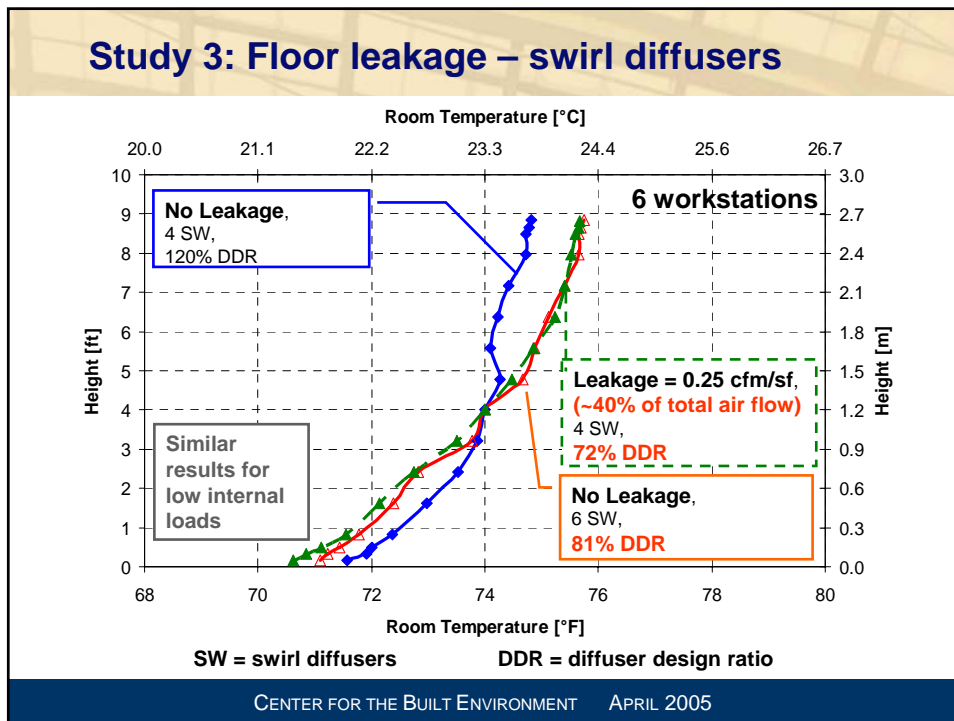 Study 3: Floor leakage – swirl diffusers
Room Temperature [°C]
20.0 21.1 22.2 23.3 24.4 25.6 26.7
10 3.0
9 2.7
8 2.4
7 2.1
6 1.8
5 1.5
4 1.2
3 0.9
2 0.6
1 0.3
0 0.0
Height [ft]
Height [m]
6 workstations
No Leakage,
4 SW,
120% DDR
Leakage = 0.25 cfm/sf,
(~40% of total air flow)
4 SW,
72% DDR
Similar
results for
low internal
loads
No Leakage,
6 SW,
81% DDR
68 70 72 74 76 78 80
Room Temperature [°F]
SW = swirl diffusers DDR = diffuser design ratio
CENTER FOR THE BUILT ENVIRONMENT APRIL 2005